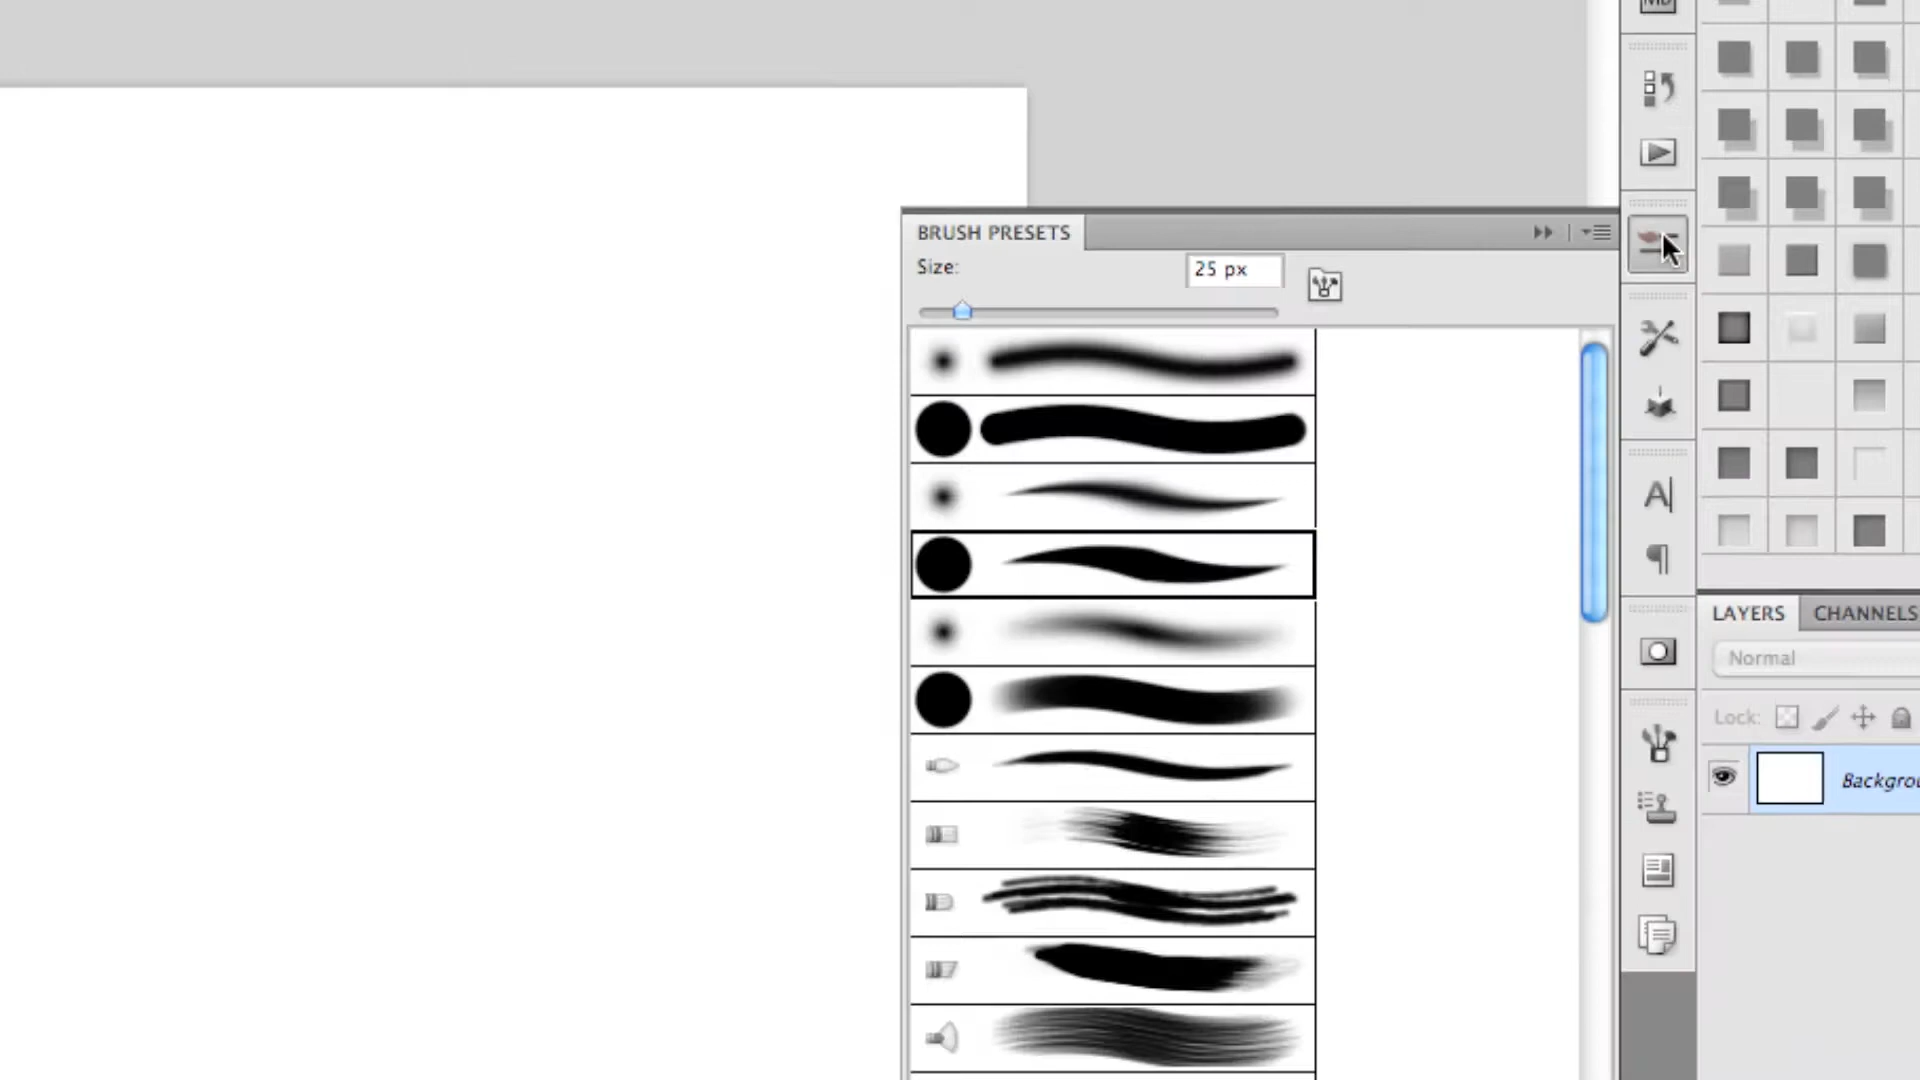 BRUSH PRESETS
Size:
25 px
A
LAYERS
CHANNELS
Normal
Lock:
Backgrou